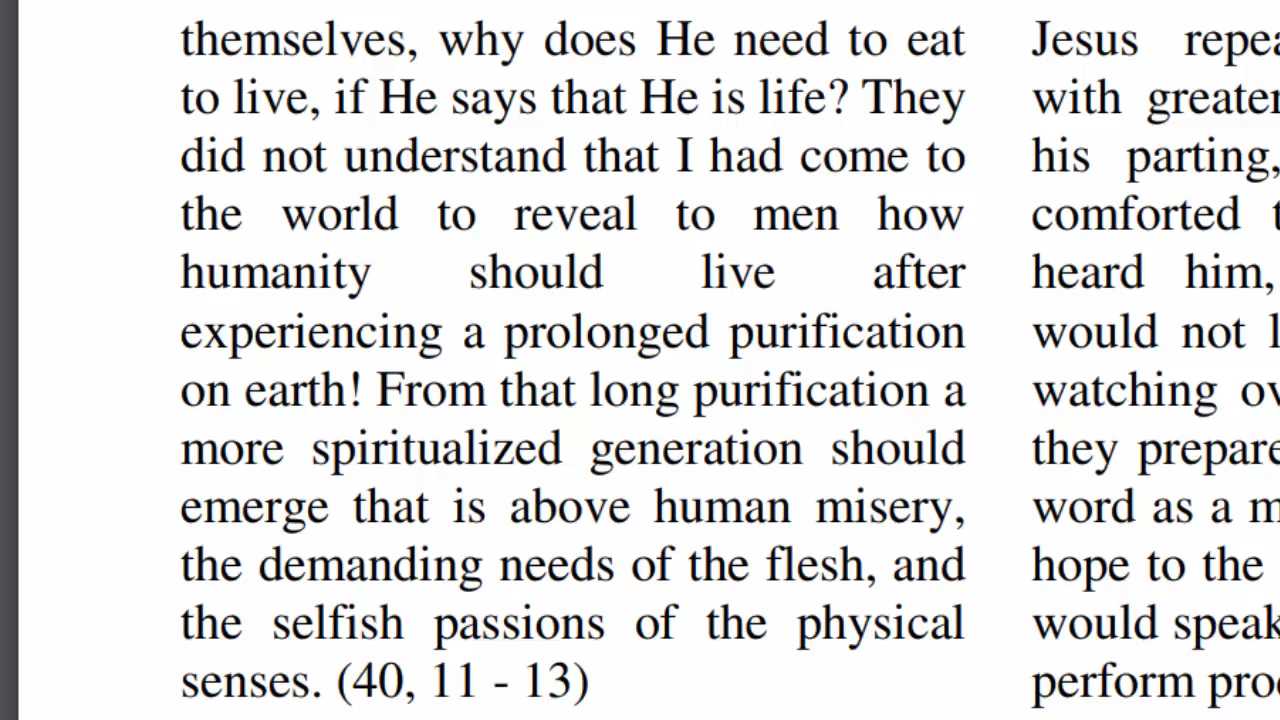 themselves, why does He need to eat
to live, if He says that He is life? They
did not understand that I had come to
the world to reveal to men how
humanity should live after
experiencing a prolonged purification
on earth! From that long purification a
more spiritualized generation should
emerge that is above human misery,
the demanding needs of the flesh, and
the selfish passions of the physical
senses. (40, 11 - 13)
Jesus
with
his parting,
comforted
heard him,
would not
watching
they
word as a
hope to the
would
perform